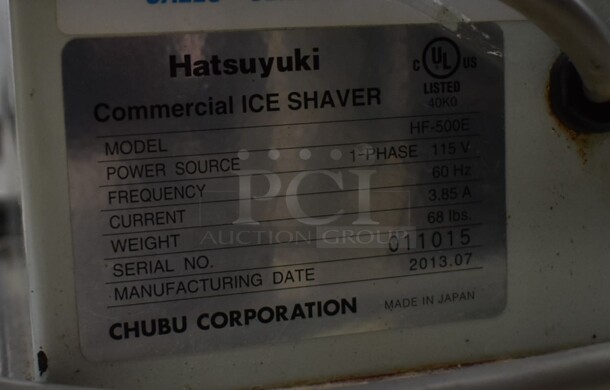 Hatsuyuki
C UL US
LISTED
40K0
Commercial ICE SHAVER
MODEL HF-500E
POWER SOURCE 1-PHASE 115 V
FREQUENCY 60 Hz
CURRENT 3.85 A
WEIGHT 68 lbs.
SERIAL NO. 011015
MANUFACTURING DATE 2013.07
CHUBU CORPORATION MADE IN JAPAN
PCI
AUCTION GROUP